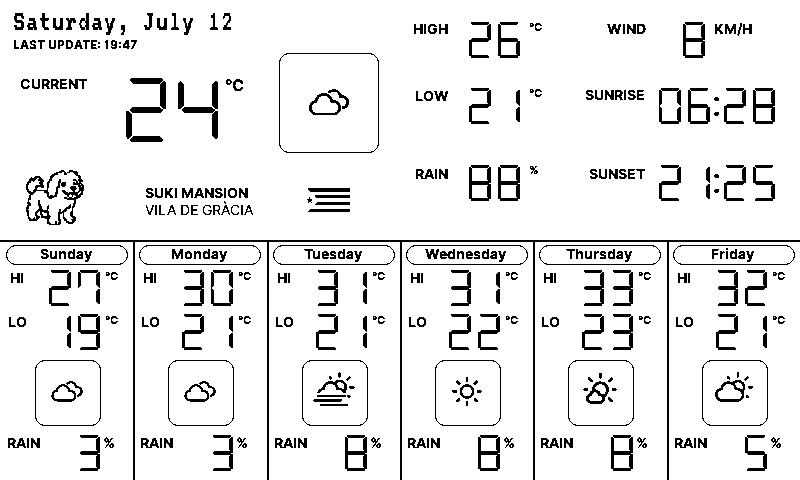 Saturday, July 12
LAST UPDATE: 19:47
CURRENT 24 °C
HIGH 26 °C
LOW 21 °C
RAIN 88 %
WIND 8 KM/H
SUNRISE 06:28
SUNSET 21:25
SUKI MANSION
VILA DE GRÀCIA
Sunday
HI 27 °C
LO 19 °C
RAIN 3 %
Monday
HI 30 °C
LO 21 °C
RAIN 3 %
Tuesday
HI 31 °C
LO 21 °C
RAIN 8 %
Wednesday
HI 31 °C
LO 22 °C
RAIN 8 %
Thursday
HI 33 °C
LO 23 °C
RAIN 8 %
Friday
HI 32 °C
LO 21 °C
RAIN 5 %